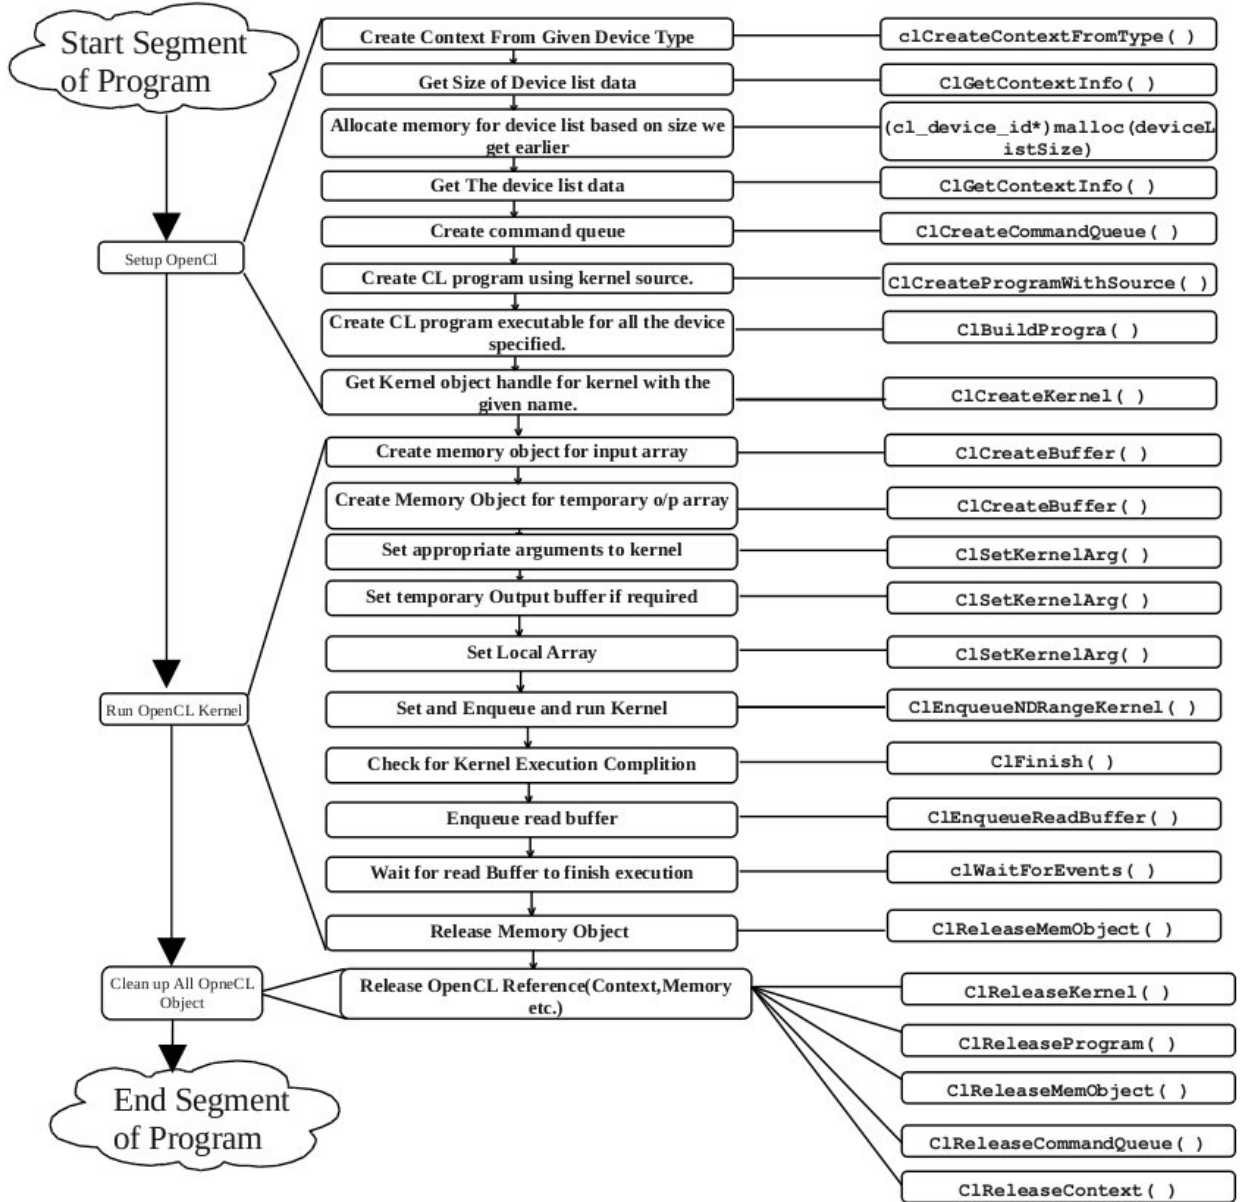 Start Segment
of Program
Create Context From Given Device Type
clCreateContextFromType( )
Get Size of Device list data
ClGetContextInfo( )
Allocate memory for device list based on size we
get earlier
(cl_device_id*)malloc(deviceL
istSize)
Get The device list data
ClGetContextInfo( )
Create command queue
ClCreateCommandQueue( )
Setup OpenCl
Create CL program using kernel source.
ClCreateProgramWithSource( )
Create CL program executable for all the device
specified.
ClBuildProgra( )
Get Kernel object handle for kernel with the
given name.
ClCreateKernel( )
Create memory object for input array
ClCreateBuffer( )
Create Memory Object for temporary o/p array
ClCreateBuffer( )
Set appropriate arguments to kernel
ClSetKernelArg( )
Set temporary Output buffer if required
ClSetKernelArg( )
Set Local Array
ClSetKernelArg( )
Run OpenCL Kernel
Set and Enqueue and run Kernel
ClEnqueueNDRangeKernel( )
Check for Kernel Execution Complition
ClFinish( )
Enqueue read buffer
ClEnqueueReadBuffer( )
Wait for read Buffer to finish execution
clWaitForEvents( )
Release Memory Object
ClReleaseMemObject( )
Clean up All OpneCL
Object
Release OpenCL Reference(Context,Memory
etc.)
ClReleaseKernel( )
ClReleaseProgram( )
ClReleaseMemObject( )
ClReleaseCommandQueue( )
ClReleaseContext( )
End Segment
of Program